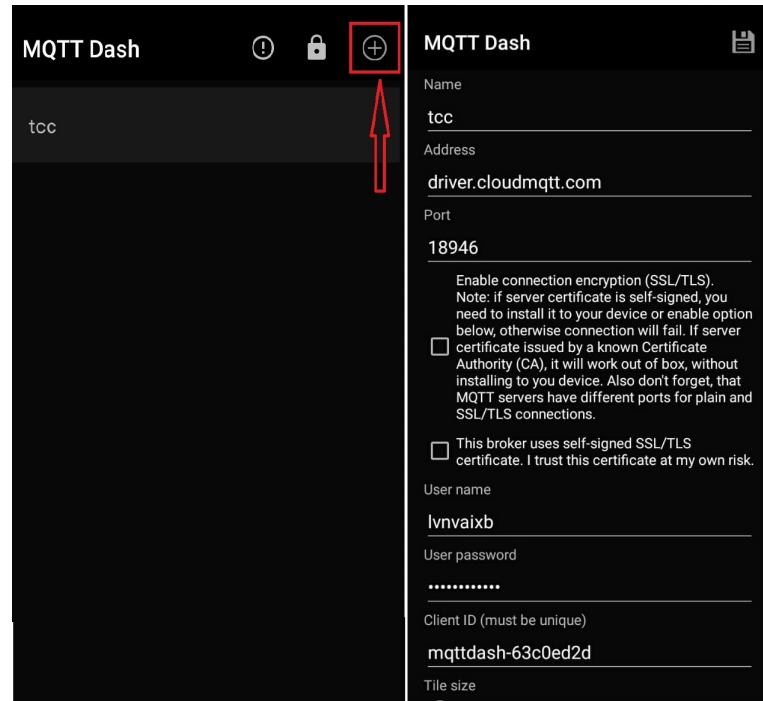 MQTT Dash
tcc
MQTT Dash
Name
tcc
Address
driver.cloudmqtt.com
Port
18946
Enable connection encryption (SSL/TLS).
Note: if server certificate is self-signed, you
need to install it to your device or enable option
below, otherwise connection will fail. If server
certificate issued by a known Certificate
Authority (CA), it will work out of box, without
installing to you device. Also don't forget, that
MQTT servers have different ports for plain and
SSL/TLS connections.
This broker uses self-signed SSL/TLS
certificate. I trust this certificate at my own risk.
User name
lvnvaixb
User password
••••••••••••
Client ID (must be unique)
mqttdash-63c0ed2d
Tile size